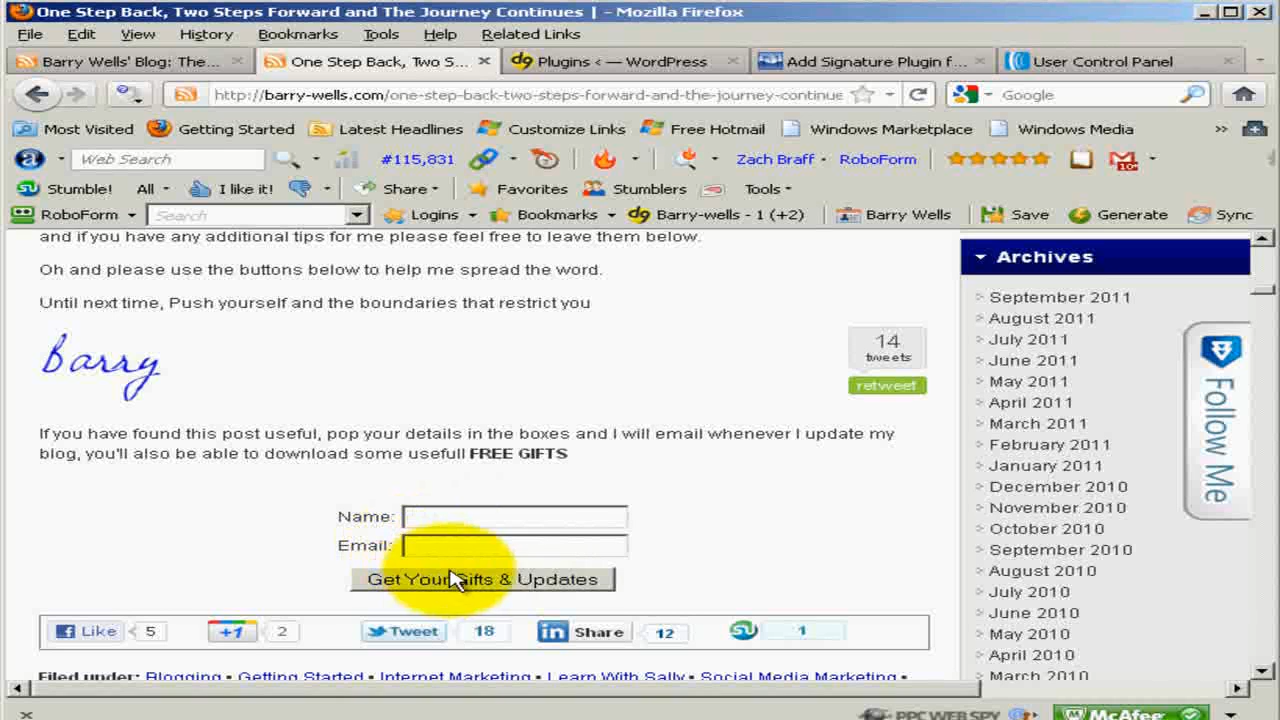 One Step Back, Two Steps Forward and The Journey Continues | - Mozilla Firefox
File Edit View History Bookmarks Tools Help Related Links
Barry Wells' Blog: The... One Step Back, Two S... Plugins < — WordPress Add Signature Plugin f... User Control Panel
http://barry-wells.com/one-step-back-two-steps-forward-and-the-journey-continue Google
Most Visited Getting Started Latest Headlines Customize Links Free Hotmail Windows Marketplace Windows Media »
a Web Search #115,831 Zach Braff RoboForm 10+
Stumble! All I like it! Share Favorites Stumblers Tools
RoboForm Search Logins Bookmarks Barry-wells - 1 (+2) Barry Wells Save Generate Sync
and if you have any additional tips for me please feel free to leave them below.
Oh and please use the buttons below to help me spread the word.
Until next time, Push yourself and the boundaries that restrict you
Barry
14
tweets
retweet
If you have found this post useful, pop your details in the boxes and I will email whenever I update my
blog, you'll also be able to download some usefull FREE GIFTS
Name:
Email:
Get Your Gifts & Updates
Like 5 +1 2 Tweet 18 in Share 12 1
Filed under: Blogging • Getting Started • Internet Marketing • Learn With Sally • Social Media Marketing •
Archives
September 2011
August 2011
July 2011
June 2011
May 2011
April 2011
March 2011
February 2011
January 2011
December 2010
November 2010
October 2010
September 2010
August 2010
July 2010
June 2010
May 2010
April 2010
March 2010
Follow Me
PPC WEB SPY McAfee